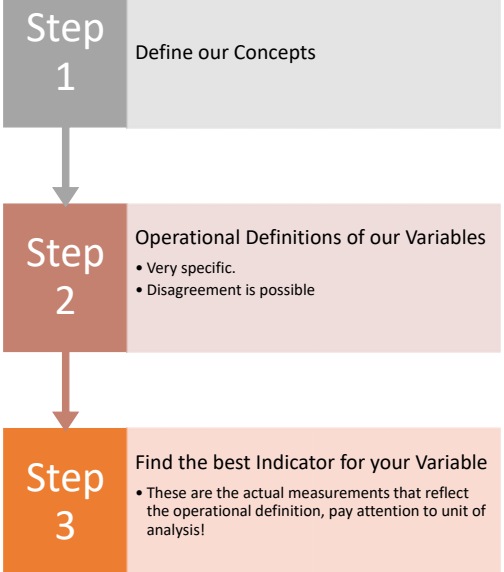 Step
1
Define our Concepts
Step
2
Operational Definitions of our Variables
• Very specific.
• Disagreement is possible
Step
3
Find the best Indicator for your Variable
• These are the actual measurements that reflect
the operational definition, pay attention to unit of
analysis!